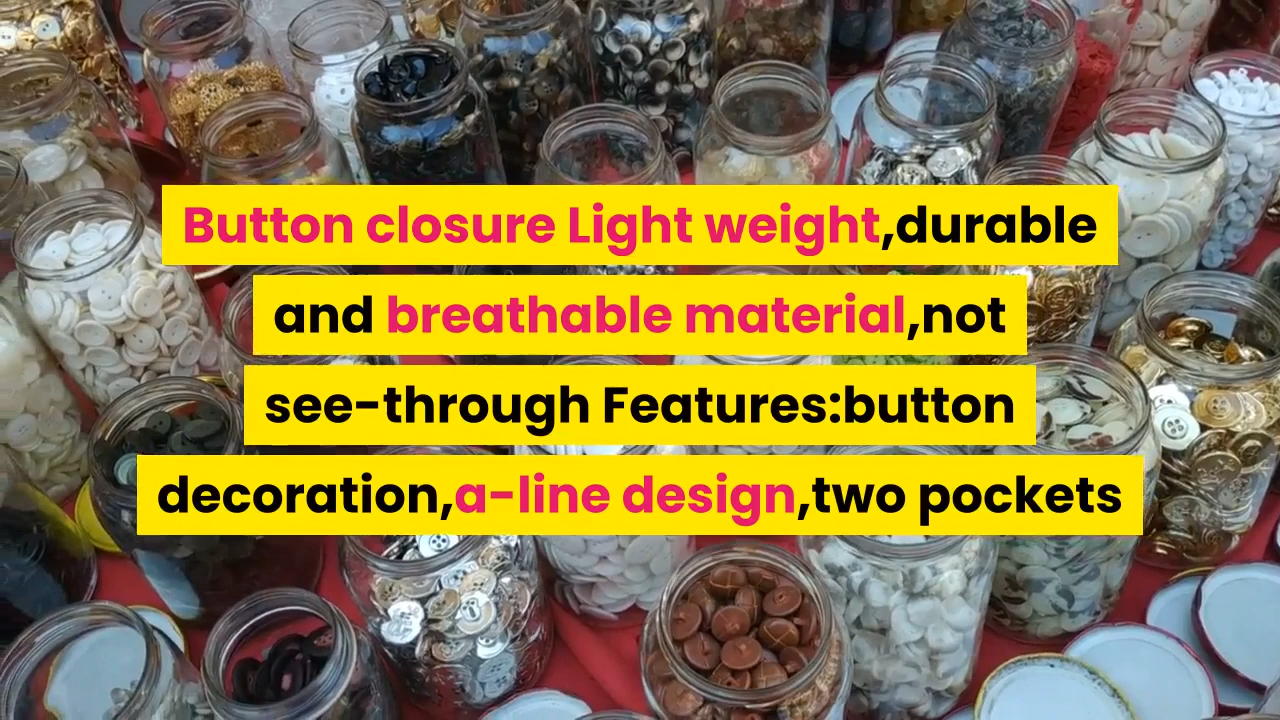 Button closure Light weight,durable
and breathable material,not
see-through Features:button
decoration,a-line design,two pockets